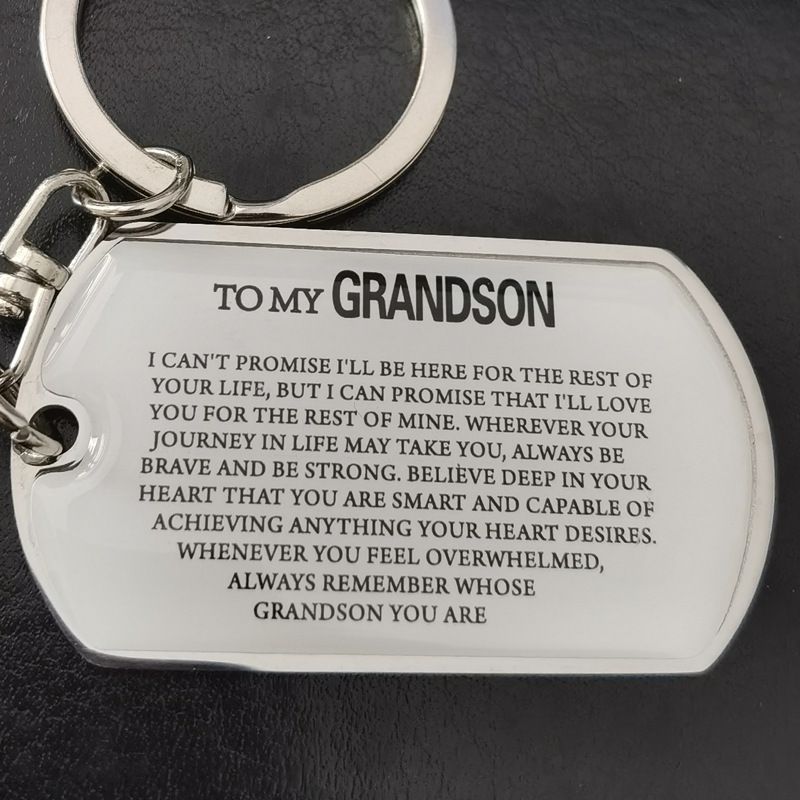 TO MY GRANDSON
I CAN'T PROMISE I'LL BE HERE FOR THE REST OF
YOUR LIFE, BUT I CAN PROMISE THAT I'LL LOVE
YOU FOR THE REST OF MINE. WHEREVER YOUR
JOURNEY IN LIFE MAY TAKE YOU, ALWAYS BE
BRAVE AND BE STRONG. BELIEVE DEEP IN YOUR
HEART THAT YOU ARE SMART AND CAPABLE OF
ACHIEVING ANYTHING YOUR HEART DESIRES.
WHENEVER YOU FEEL OVERWHELMED,
ALWAYS REMEMBER WHOSE
GRANDSON YOU ARE